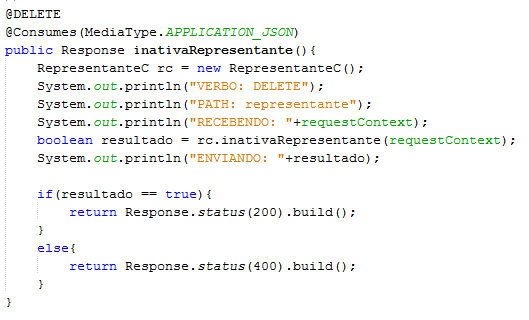 @DELETE
@Consumes(MediaType.APPLICATION_JSON)
public Response inativaRepresentante(){
    RepresentanteC rc = new RepresentanteC();
    System.out.println("VERBO: DELETE");
    System.out.println("PATH: representante");
    System.out.println("RECEBENDO: "+requestContext);
    boolean resultado = rc.inativaRepresentante(requestContext);
    System.out.println("ENVIANDO: "+resultado);

    if(resultado == true){
        return Response.status(200).build();
    }
    else{
        return Response.status(400).build();
    }
}